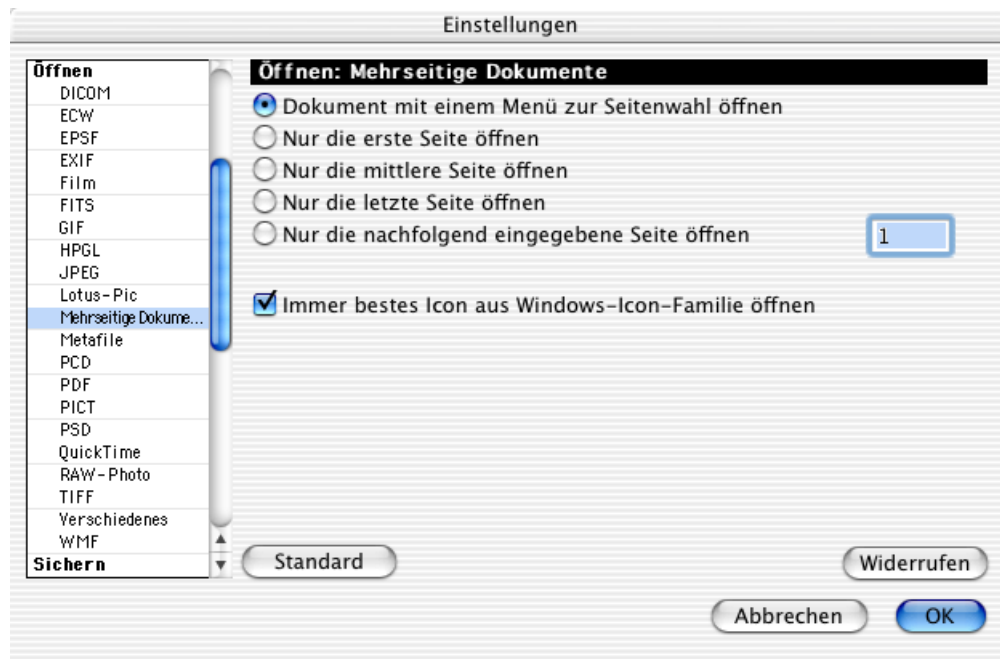 Einstellungen
Öffnen
DICOM
ECW
EPSF
EXIF
Film
FITS
GIF
HPGL
JPEG
Lotus-Pic
Mehrseitige Dokume...
Metafile
PCD
PDF
PICT
PSD
QuickTime
RAW-Photo
TIFF
Verschiedenes
WMF
Sichern
Öffnen: Mehrseitige Dokumente
Dokument mit einem Menü zur Seitenwahl öffnen
Nur die erste Seite öffnen
Nur die mittlere Seite öffnen
Nur die letzte Seite öffnen
Nur die nachfolgend eingegebene Seite öffnen 1
Immer bestes Icon aus Windows-Icon-Familie öffnen
Standard Widerrufen
Abbrechen OK